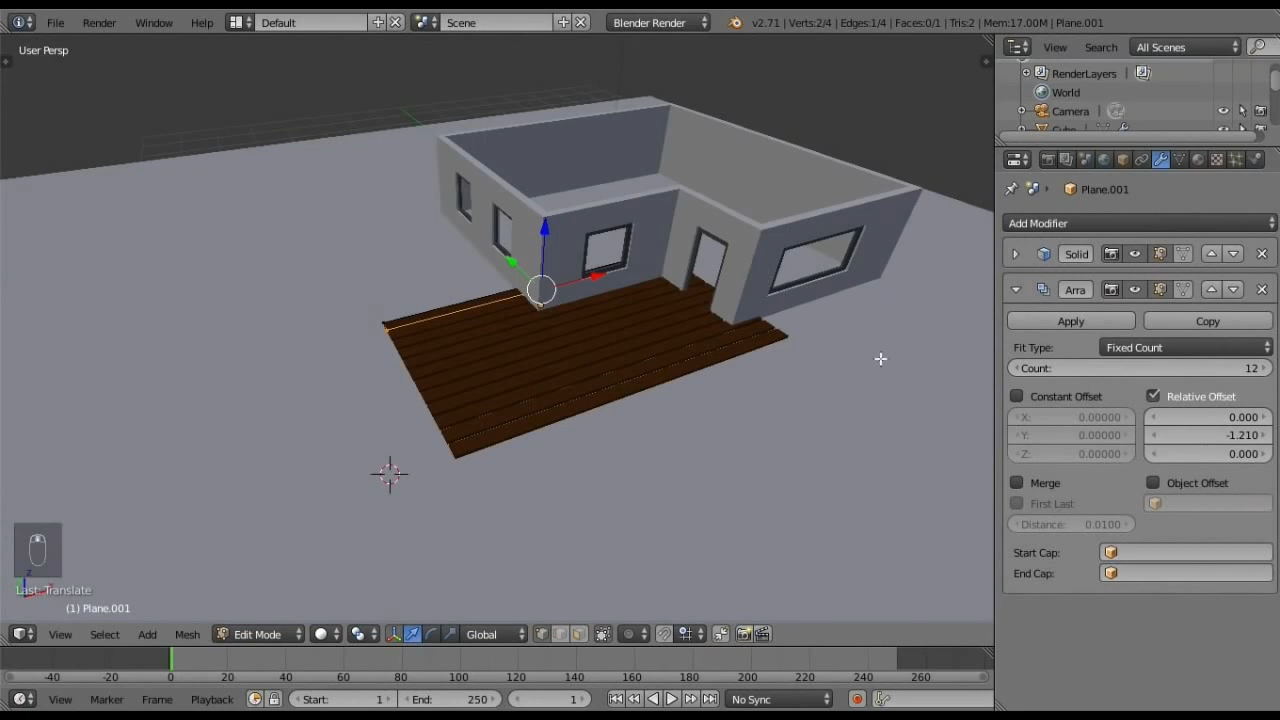 File Render Window Help Default Scene Blender Render v2.71 | Verts:2/4 | Edges:1/4 | Faces:0/1 | Tris:2 | Mem:17.00M | Plane.001
User Persp
View Search All Scenes
RenderLayers
World
Camera
Cube
Plane.001
Add Modifier
Solid
Arra
Apply Copy
Fit Type: Fixed Count
Count: 12
Constant Offset Relative Offset
X: 0.00000 0.000
Y: 0.00000 -1.210
Z: 0.00000 0.000
Merge Object Offset
First Last
Distance: 0.0100
Start Cap:
End Cap:
z
Last: Translate
(1) Plane.001
View Select Add Mesh Edit Mode Global
-40 -20 0 20 40 60 80 100 120 140 160 180 200 220 240 260
View Marker Frame Playback Start: 1 End: 250 1 No Sync